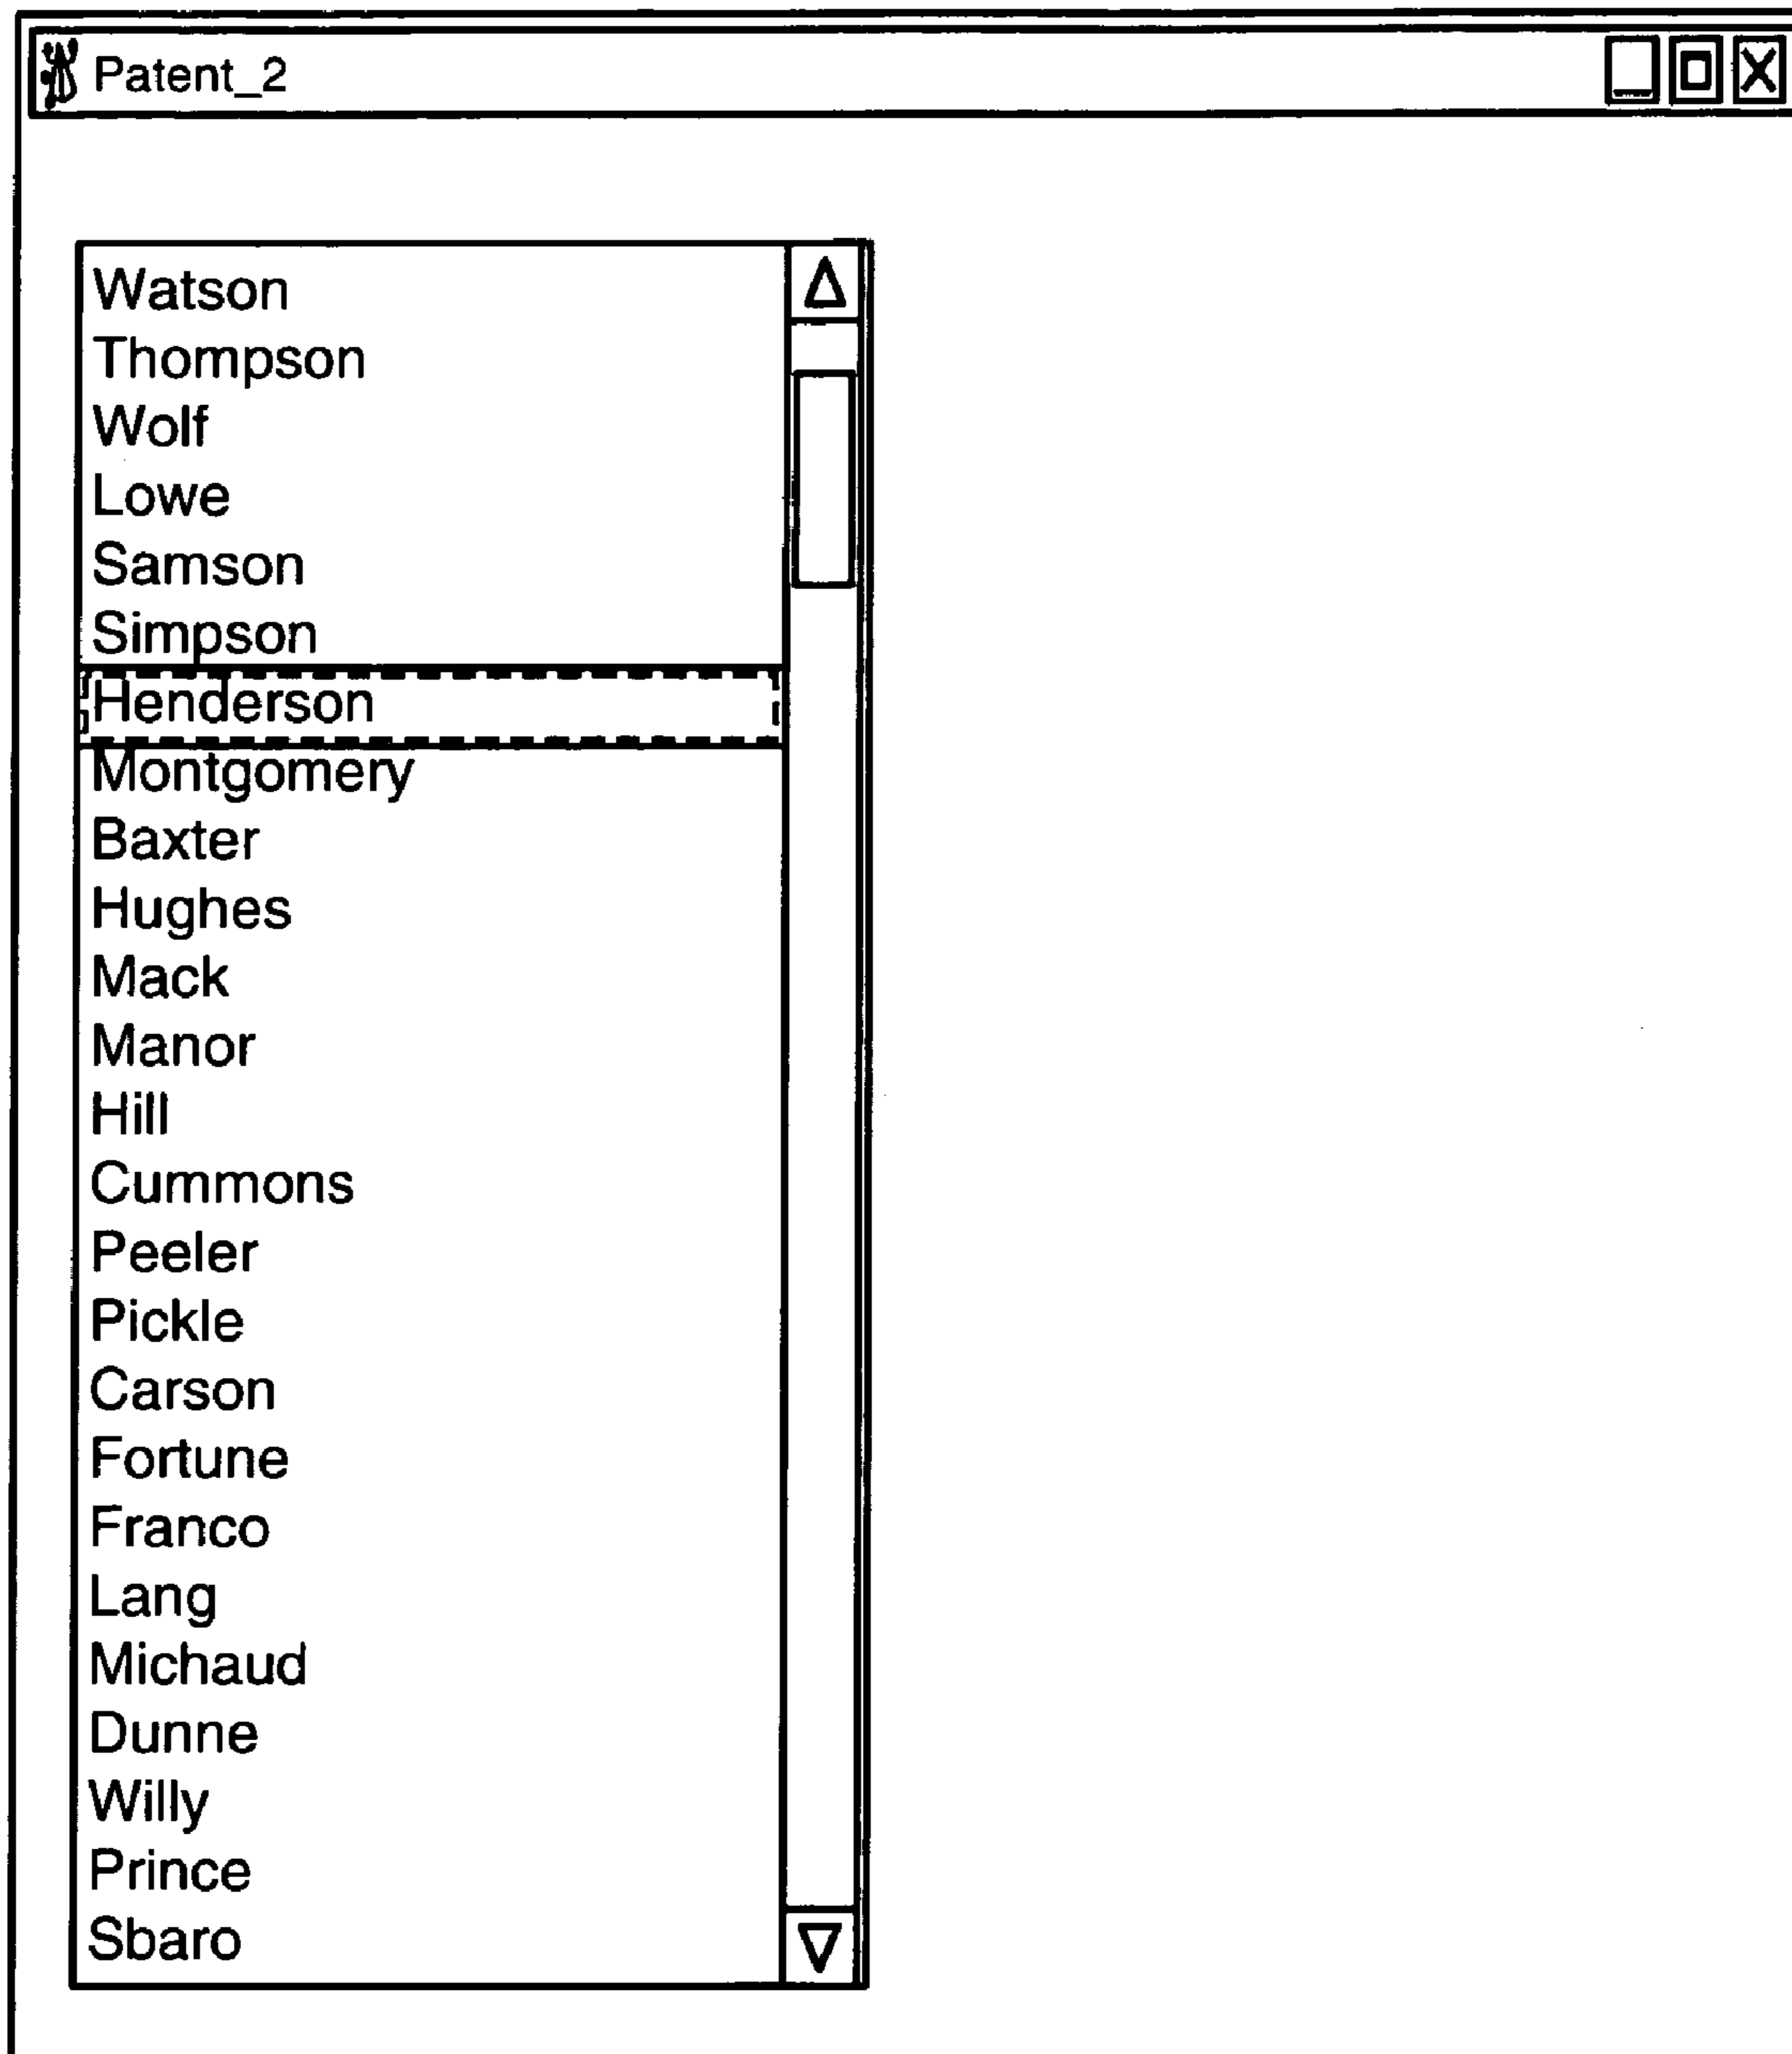 Patent_2
Watson
Thompson
Wolf
Lowe
Samson
Simpson
Henderson
Montgomery
Baxter
Hughes
Mack
Manor
Hill
Cummons
Peeler
Pickle
Carson
Fortune
Franco
Lang
Michaud
Dunne
Willy
Prince
Sbaro